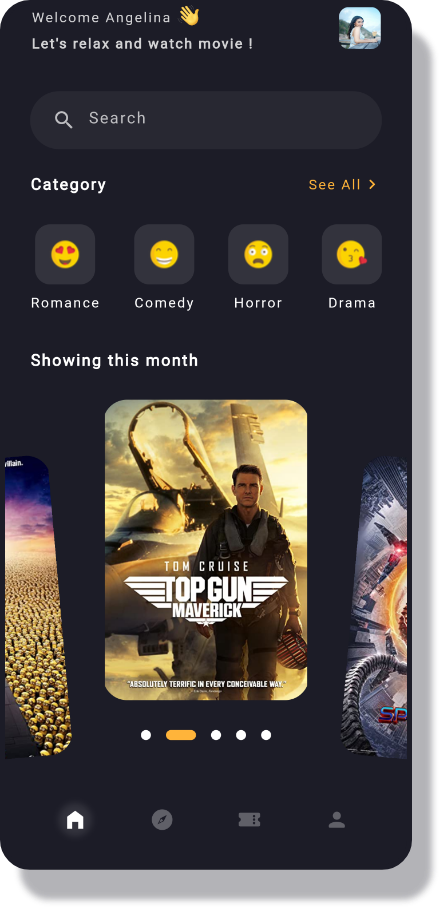 Welcome Angelina 👋
Let's relax and watch movie !
Search
Category
See All >
Romance
Comedy
Horror
Drama
Showing this month
TOM CRUISE
TOP GUN
MAVERICK
"ABSOLUTELY TERRIFIC IN EVERY CONCEIVABLE WAY."
SP